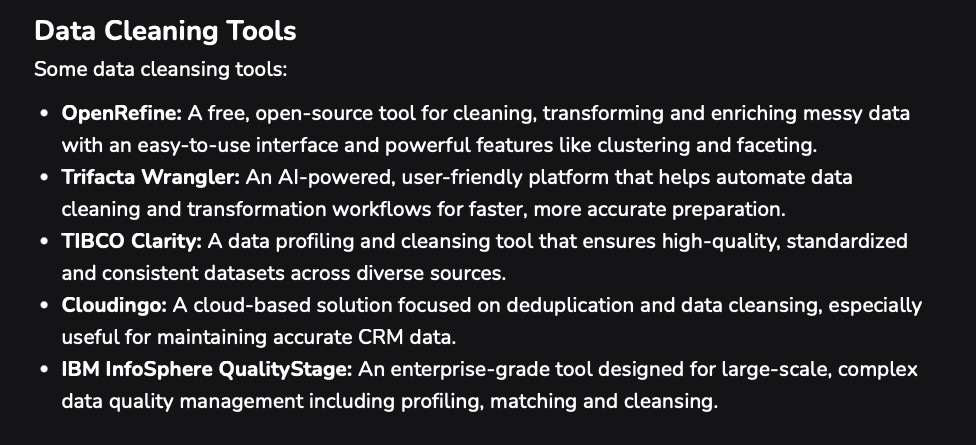 Data Cleaning Tools
Some data cleansing tools:
• OpenRefine: A free, open-source tool for cleaning, transforming and enriching messy data
with an easy-to-use interface and powerful features like clustering and faceting.
• Trifacta Wrangler: An AI-powered, user-friendly platform that helps automate data
cleaning and transformation workflows for faster, more accurate preparation.
• TIBCO Clarity: A data profiling and cleansing tool that ensures high-quality, standardized
and consistent datasets across diverse sources.
• Cloudingo: A cloud-based solution focused on deduplication and data cleansing, especially
useful for maintaining accurate CRM data.
• IBM InfoSphere QualityStage: An enterprise-grade tool designed for large-scale, complex
data quality management including profiling, matching and cleansing.